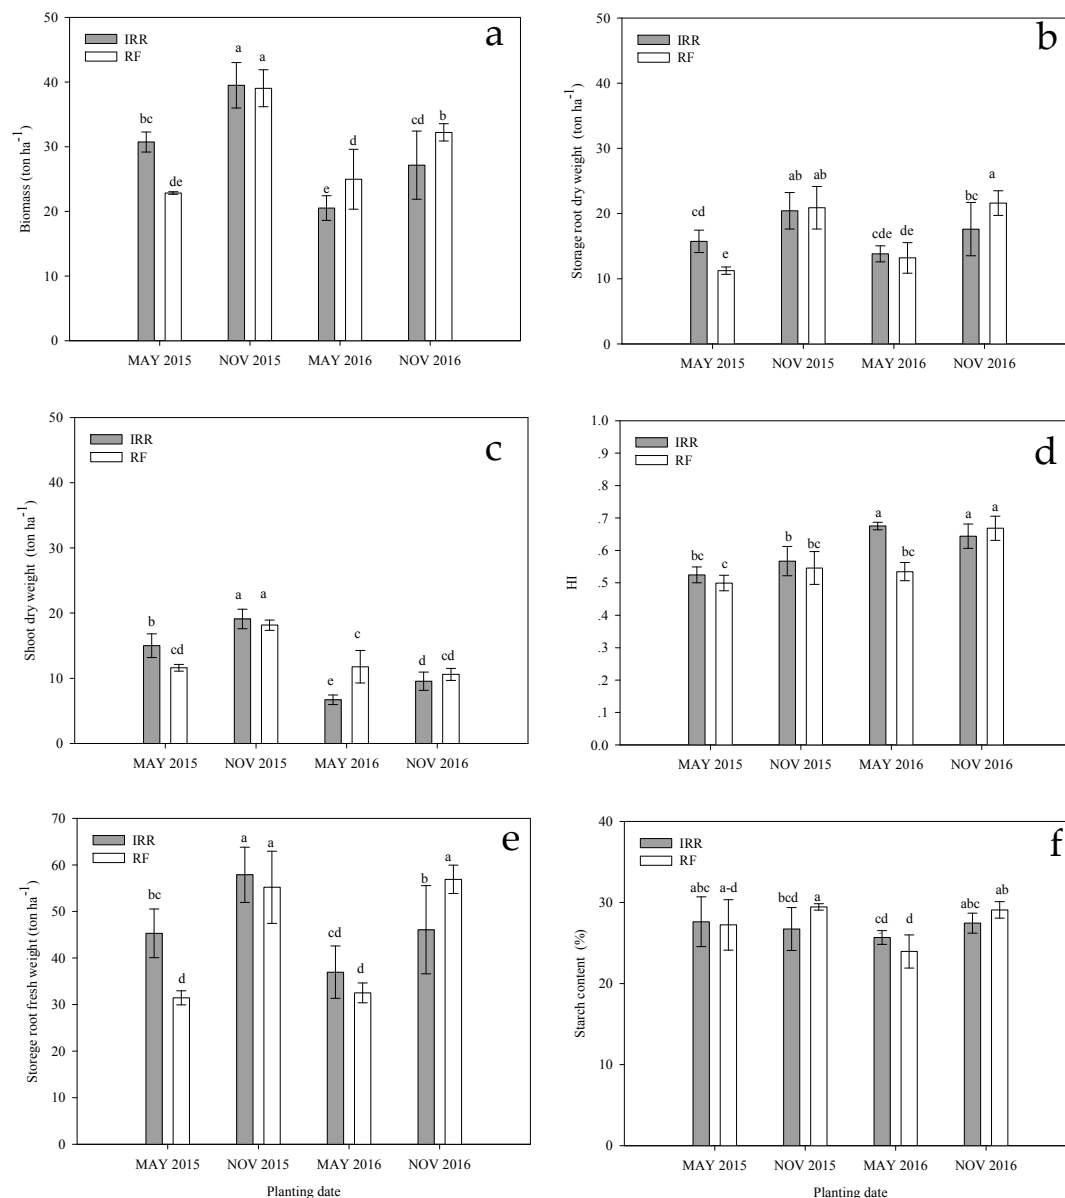 a
IRR
RF
Biomass (ton ha-1)
50
40
30
20
10
0
bc
de
a
a
e
d
cd
b
MAY 2015
NOV 2015
MAY 2016
NOV 2016
b
IRR
RF
Storage root dry weight (ton ha-1)
50
40
30
20
10
0
cd
e
ab
ab
cde
de
bc
a
MAY 2015
NOV 2015
MAY 2016
NOV 2016
c
IRR
RF
Shoot dry weight (ton ha-1)
50
40
30
20
10
0
b
cd
a
a
e
c
d
cd
MAY 2015
NOV 2015
MAY 2016
NOV 2016
d
IRR
RF
HI
1.0
.9
.8
.7
.6
.5
.4
.3
.2
.1
0.0
bc
c
b
bc
a
bc
a
a
MAY 2015
NOV 2015
MAY 2016
NOV 2016
e
IRR
RF
Storege root fresh weight (ton ha-1)
70
60
50
40
30
20
10
0
bc
d
a
a
cd
d
b
a
MAY 2015
NOV 2015
MAY 2016
NOV 2016
Planting date
f
IRR
RF
Starch content (%)
40
30
20
10
0
abc
a-d
bcd
a
cd
d
abc
ab
MAY 2015
NOV 2015
MAY 2016
NOV 2016
Planting date